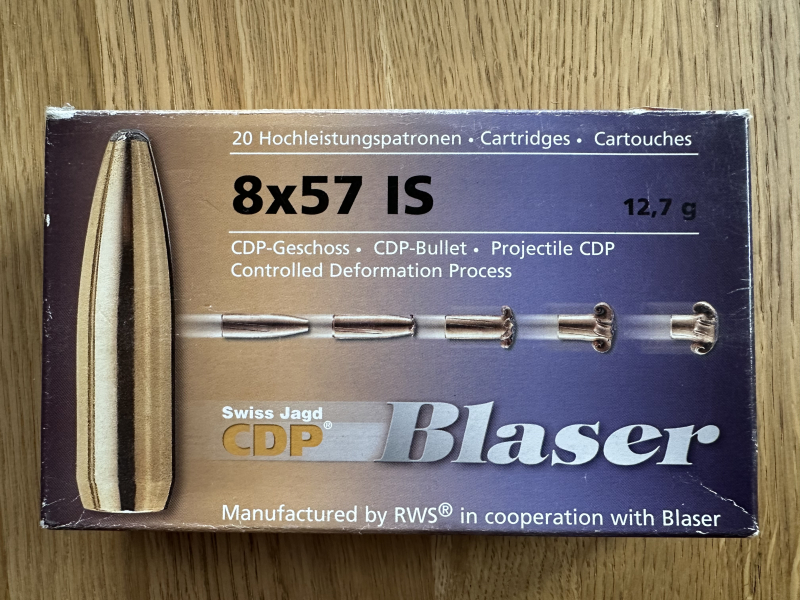 20 Hochleistungspatronen • Cartridges • Cartouches
8x57 IS 12,7 g
CDP-Geschoss • CDP-Bullet • Projectile CDP
Controlled Deformation Process
Swiss Jagd
CDP® Blaser
Manufactured by RWS® in cooperation with Blaser